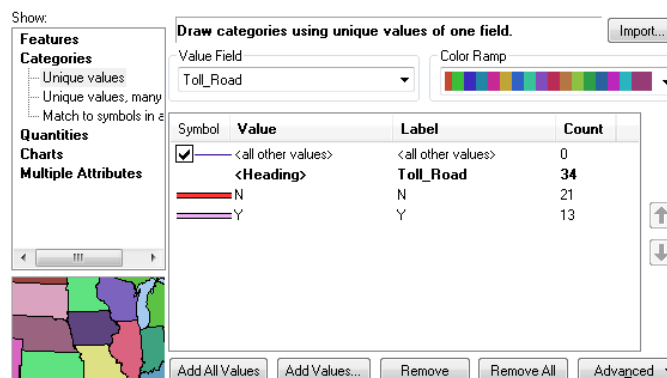 Show:
Features
Categories
Unique values
Unique values, many
Match to symbols in a
Quantities
Charts
Multiple Attributes
Draw categories using unique values of one field.
Import...
Value Field
Color Ramp
Toll_Road
Symbol Value Label Count
<all other values> <all other values> 0
<Heading> Toll_Road 34
N N 21
Y Y 13
Add All Values Add Values... Remove Remove All Advanced